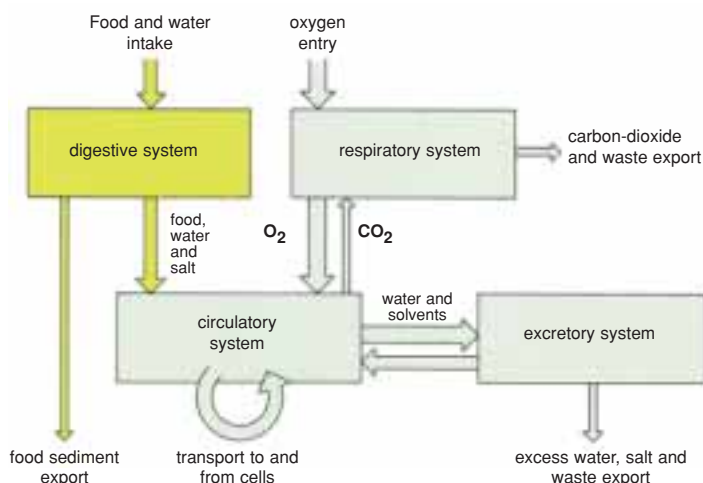 Food and water
intake
oxygen
entry
digestive system
respiratory system
carbon-dioxide
and waste export
food,
water
and
salt
O₂
CO₂
circulatory
system
water and
solvents
excretory system
food sediment
export
transport to and
from cells
excess water, salt and
waste export